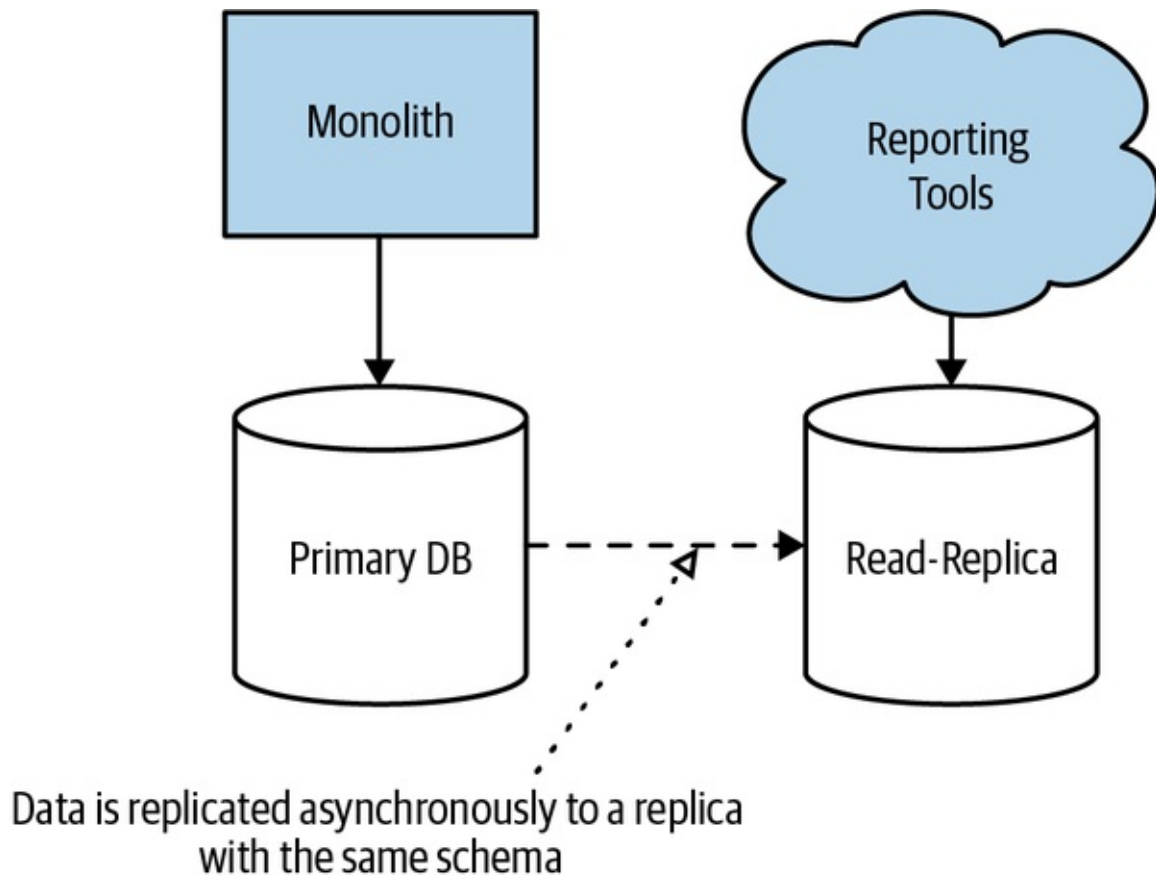 Monolith
Reporting
Tools
Primary DB
Read-Replica
Data is replicated asynchronously to a replica
with the same schema